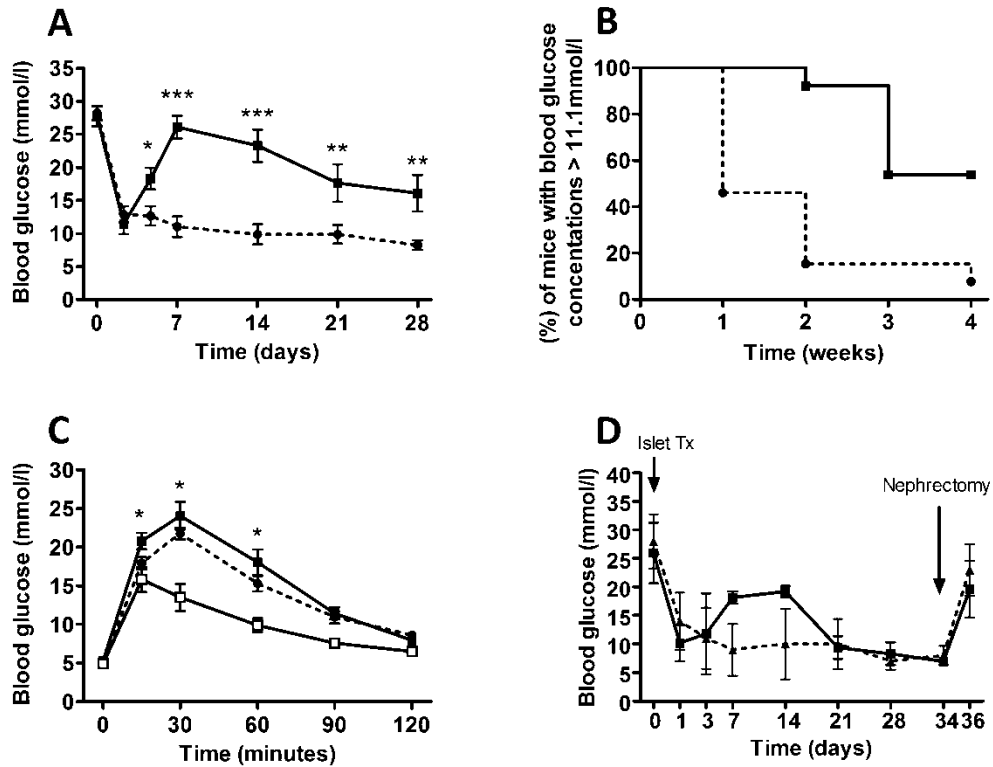 A
Blood glucose (mmol/l)
35
30
25
20
15
10
5
0
*
***
***
**
**
0 7 14 21 28
Time (days)
B
(%) of mice with blood glucose
concentations > 11.1mmol/l
100
80
60
40
20
0
0 1 2 3 4
Time (weeks)
C
Blood glucose (mmol/l)
30
25
20
15
10
5
0
*
*
*
0 30 60 90 120
Time (minutes)
D
Islet Tx
Nephrectomy
Blood glucose (mmol/l)
40
35
30
25
20
15
10
5
0
0 1 3 7 14 21 28 34 36
Time (days)